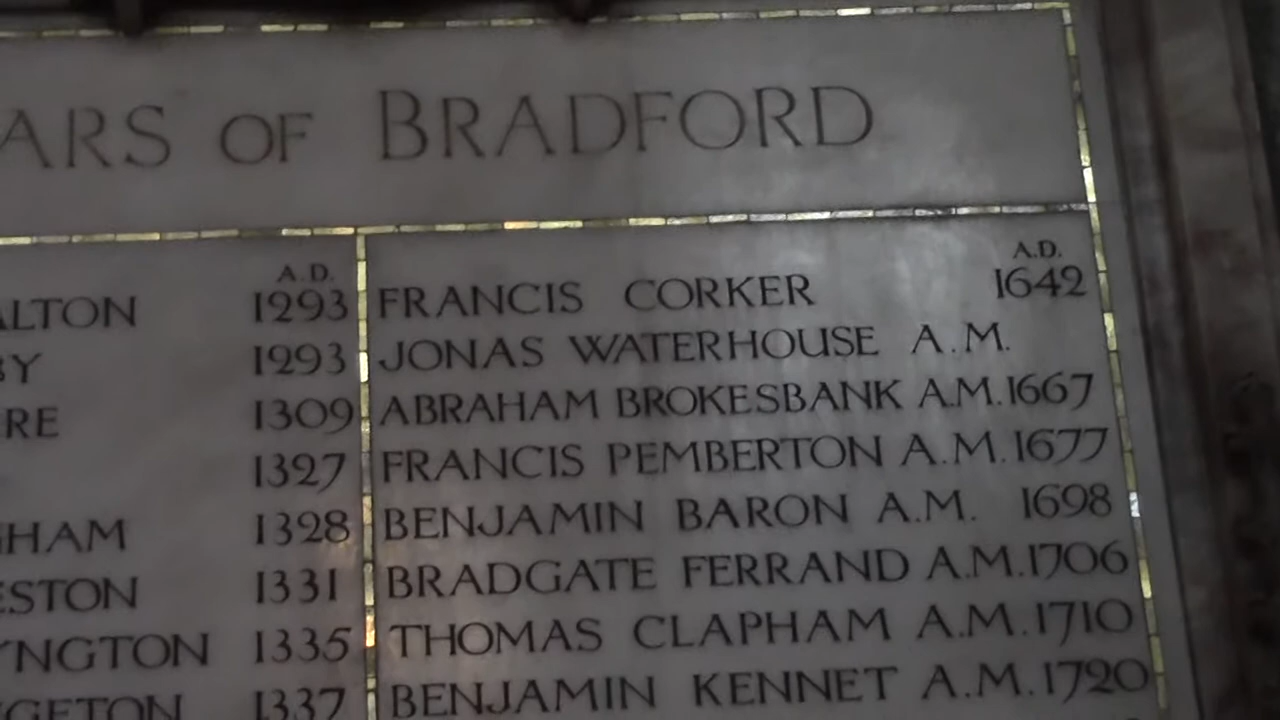 ARS OF BRADFORD
A.D.
ALTON 1293
BY 1293
RE 1309
1327
GHAM 1328
ESTON 1331
YNGTON 1335
GETON 1337
A.D.
FRANCIS CORKER 1642
JONAS WATERHOUSE A.M.
ABRAHAM BROKESBANK A.M. 1667
FRANCIS PEMBERTON A.M. 1677
BENJAMIN BARON A.M. 1698
BRADGATE FERRAND A.M. 1706
THOMAS CLAPHAM A.M. 1710
BENJAMIN KENNET A.M. 1720